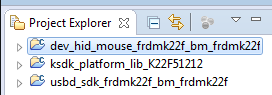 Project Explorer
dev_hid_mouse_frdmk22f_bm_frdmk22f
ksdk_platform_lib_K22F51212
usbd_sdk_frdmk22f_bm_frdmk22f